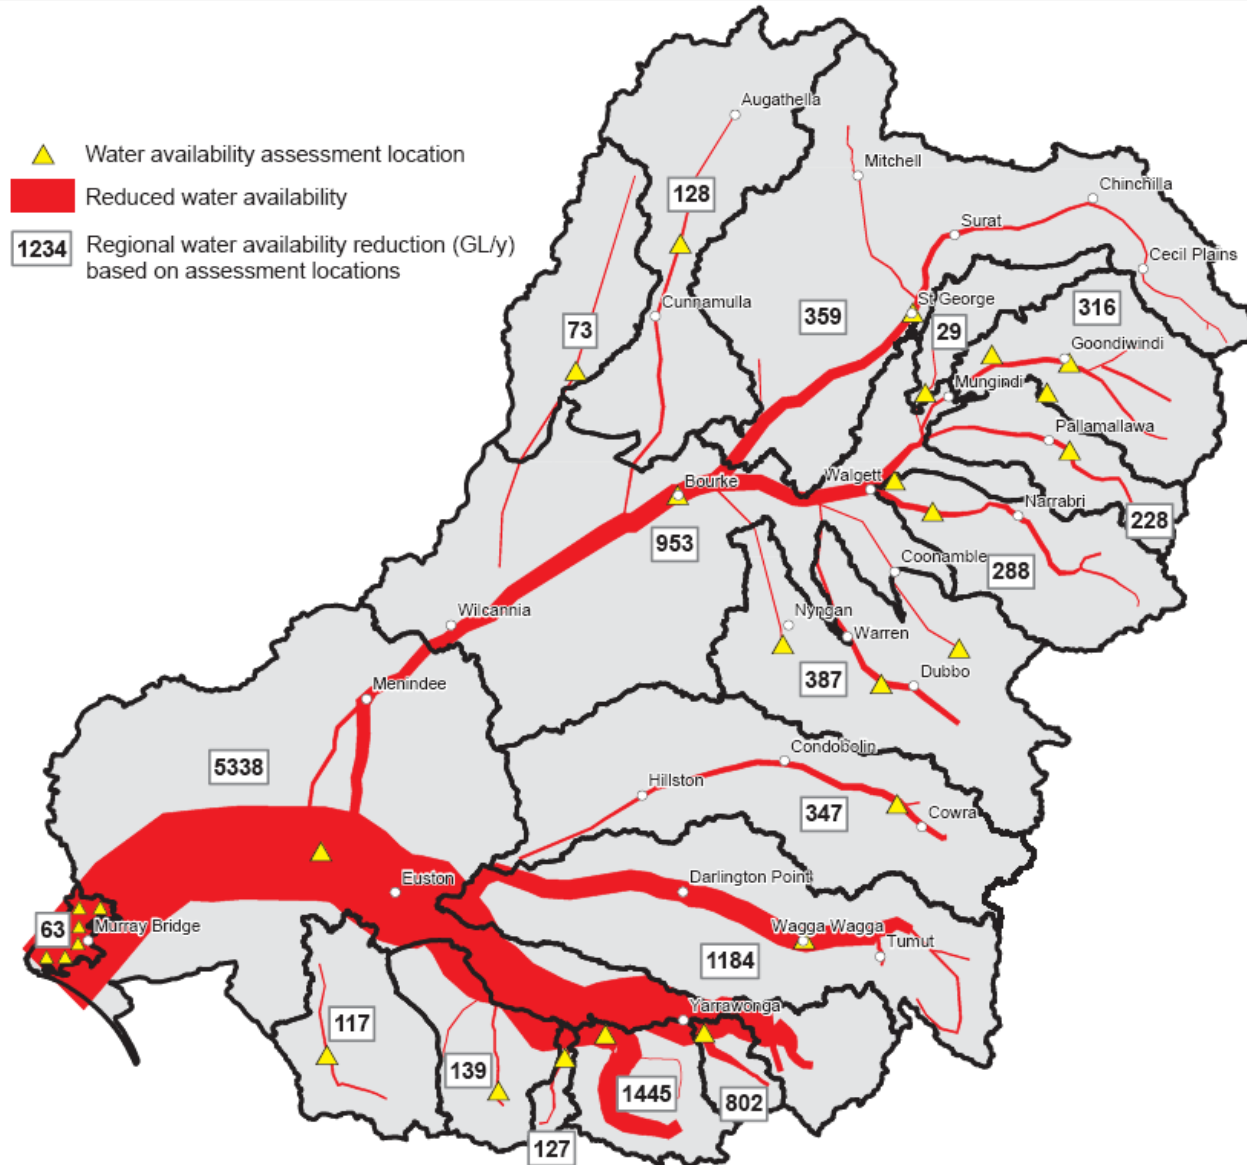 Water availability assessment location
Reduced water availability
1234 Regional water availability reduction (GL/y)
based on assessment locations
Augathella
Mitchell
Chinchilla
128
Surat
Cecil Plains
Cunnamulla
St George
359
29
316
73
Goondiwindi
Mungindi
Pallamallawa
Walgett
Bourke
Narrabri
228
953
Coonamble
288
Wilcannia
Nyngan
Warren
Dubbo
387
Menindee
Condobolin
5338
Hillston
347
Cowra
Euston
Darlington Point
63
Murray Bridge
Wagga Wagga
Tumut
1184
Yarrawonga
117
139
1445
802
127